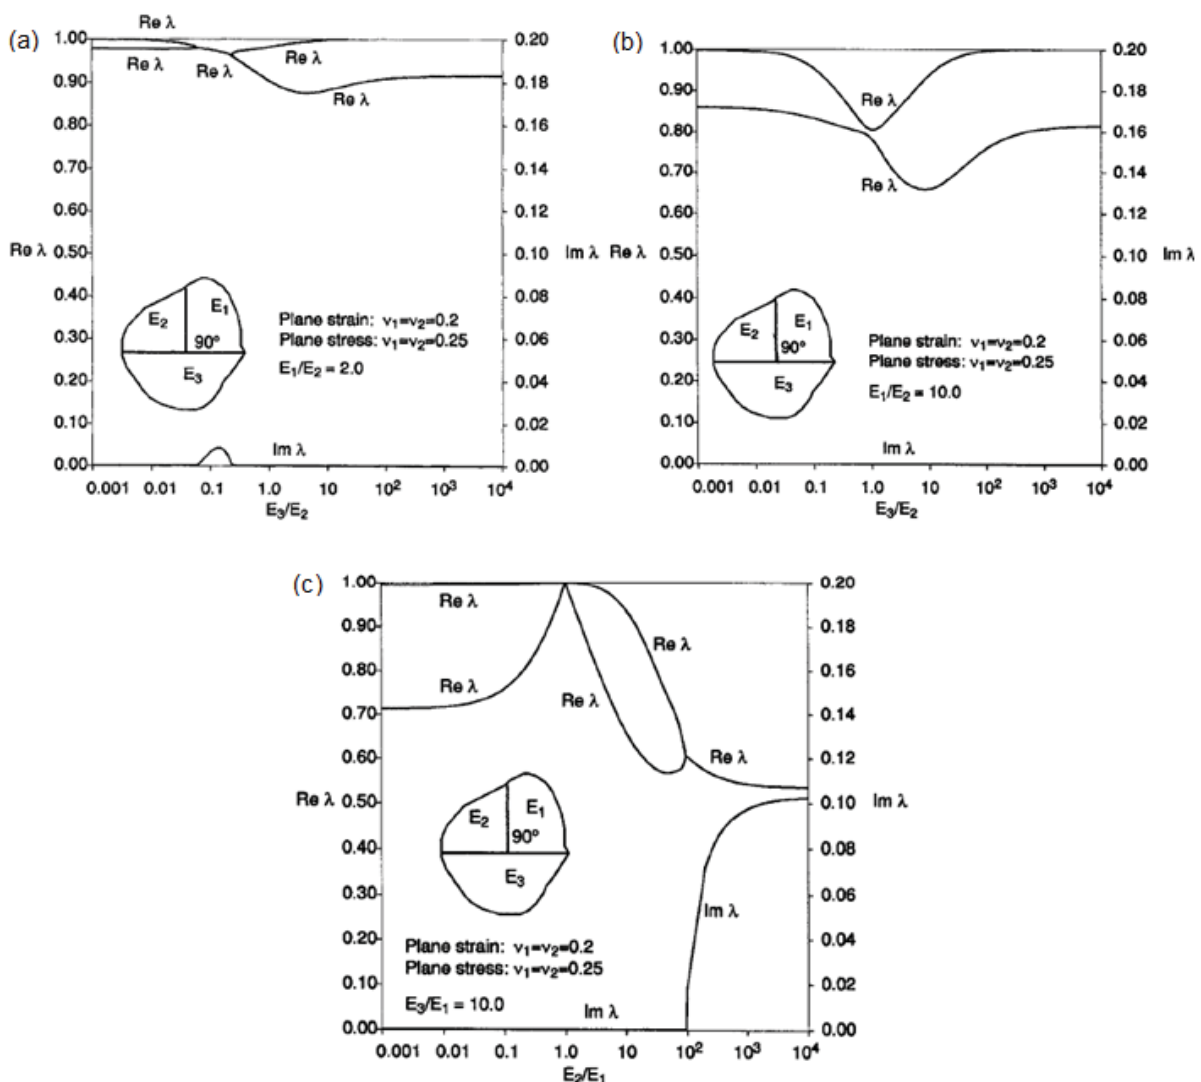 (a)
Re λ
1.00
0.90
0.80
0.70
0.60
0.50
0.40
0.30
0.20
0.10
0.00
Re λ
Re λ
Re λ
Re λ
Re λ
0.20
0.18
0.16
0.14
0.12
0.10
0.08
0.06
0.04
0.02
0.00
Im λ
E₂
E₁
90º
E₃
Plane strain: ν₁=ν₂=0.2
Plane stress: ν₁=ν₂=0.25
E₁/E₂ = 2.0
Im λ
0.001 0.01 0.1 1.0 10 10² 10³ 10⁴
E₃/E₂
(b)
1.00
0.90
0.80
0.70
0.60
0.50
0.40
0.30
0.20
0.10
0.00
Re λ
Re λ
Re λ
0.20
0.18
0.16
0.14
0.12
0.10
0.08
0.06
0.04
0.02
0.00
Im λ
E₂
E₁
90º
E₃
Plane strain: ν₁=ν₂=0.2
Plane stress: ν₁=ν₂=0.25
E₁/E₂ = 10.0
Im λ
0.001 0.01 0.1 1.0 10 10² 10³ 10⁴
E₃/E₂
(c)
1.00
0.90
0.80
0.70
0.60
0.50
0.40
0.30
0.20
0.10
0.00
Re λ
Re λ
Re λ
Re λ
Re λ
Re λ
0.20
0.18
0.16
0.14
0.12
0.10
0.08
0.06
0.04
0.02
0.00
Im λ
E₂
E₁
90º
E₃
Im λ
Plane strain: ν₁=ν₂=0.2
Plane stress: ν₁=ν₂=0.25
E₃/E₁ = 10.0
Im λ
0.001 0.01 0.1 1.0 10 10² 10³ 10⁴
E₂/E₁